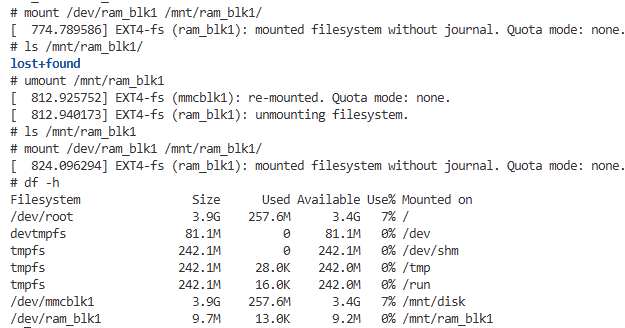 # mount /dev/ram_blk1 /mnt/ram_blk1/
[  774.789586] EXT4-fs (ram_blk1): mounted filesystem without journal. Quota mode: none.
# ls /mnt/ram_blk1/
lost+found
# umount /mnt/ram_blk1
[  812.925752] EXT4-fs (mmcblk1): re-mounted. Quota mode: none.
[  812.940173] EXT4-fs (ram_blk1): unmounting filesystem.
# ls /mnt/ram_blk1
# mount /dev/ram_blk1 /mnt/ram_blk1/
[  824.096294] EXT4-fs (ram_blk1): mounted filesystem without journal. Quota mode: none.
# df -h
Filesystem                Size      Used Available Use% Mounted on
/dev/root                 3.9G    257.6M      3.4G   7% /
devtmpfs                 81.1M         0     81.1M   0% /dev
tmpfs                   242.1M         0    242.1M   0% /dev/shm
tmpfs                   242.1M     28.0K    242.0M   0% /tmp
tmpfs                   242.1M     16.0K    242.0M   0% /run
/dev/mmcblk1              3.9G    257.6M      3.4G   7% /mnt/disk
/dev/ram_blk1             9.7M     13.0K      9.2M   0% /mnt/ram_blk1